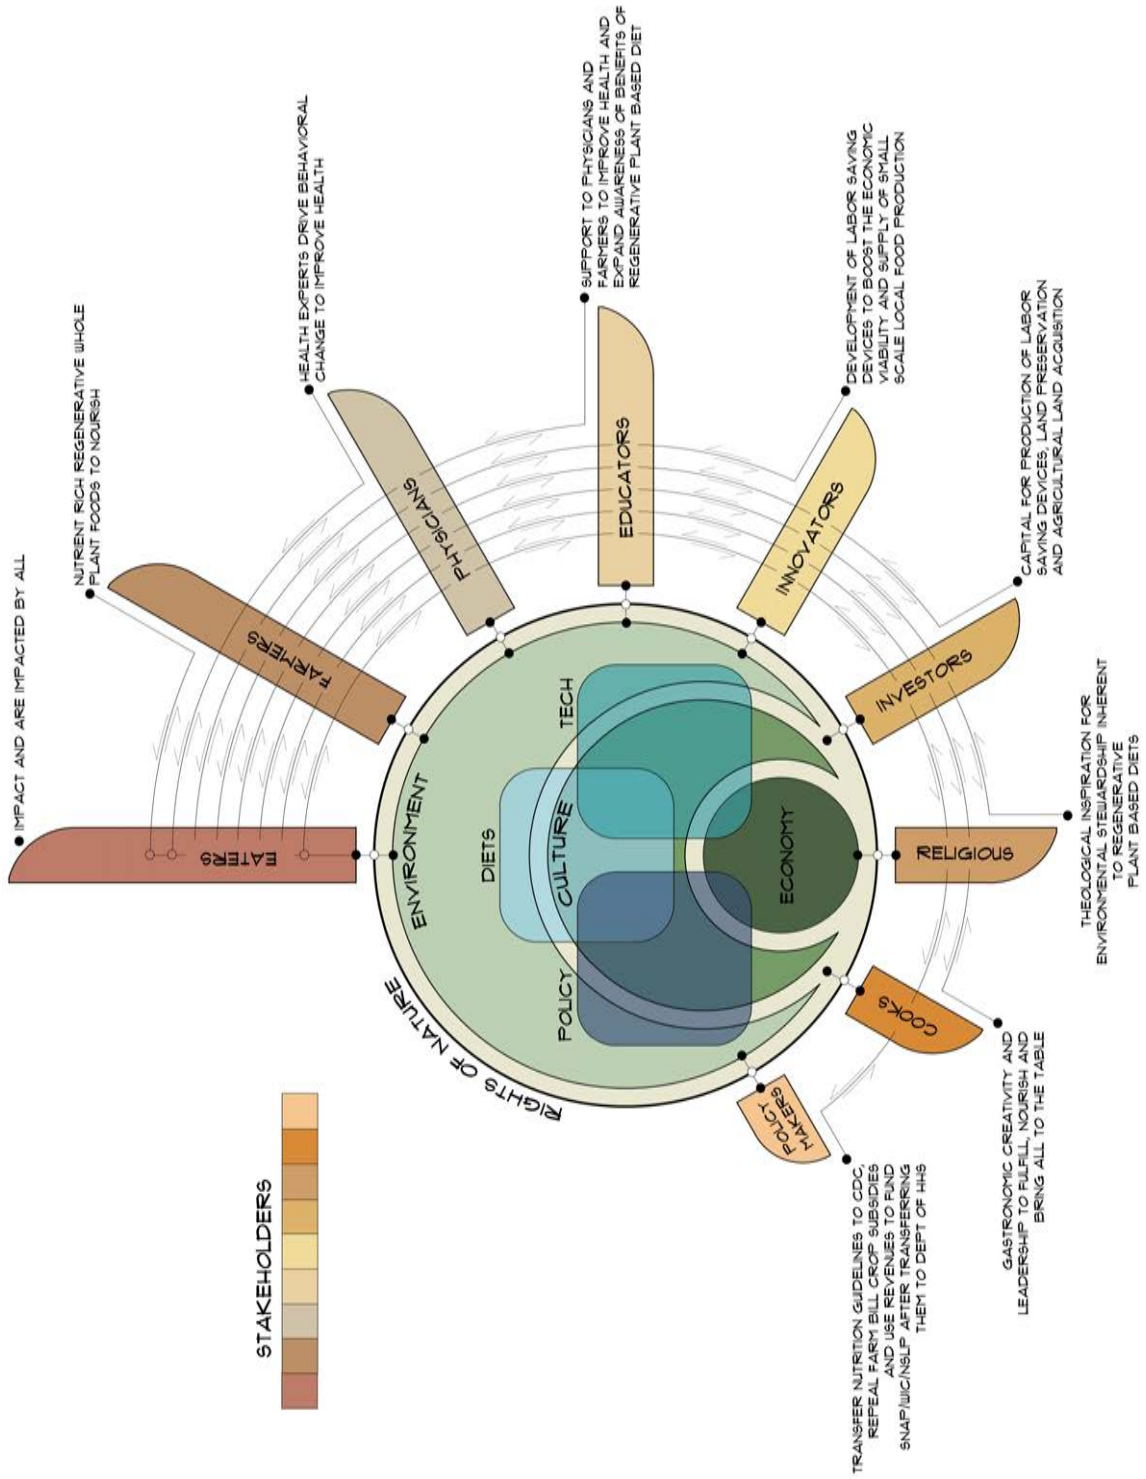 STAKEHOLDERS
IMPACT AND ARE IMPACTED BY ALL
EATERS
NUTRIENT RICH REGENERATIVE WHOLE
PLANT FOODS TO NOURISH
FARMERS
HEALTH EXPERTS DRIVE BEHAVIORAL
CHANGE TO IMPROVE HEALTH
PHYSICIANS
SUPPORT TO PHYSICIANS AND
FARMERS TO IMPROVE HEALTH AND
EXPAND AWARENESS OF BENEFITS OF
REGENERATIVE PLANT BASED DIET
EDUCATORS
DEVELOPMENT OF LABOR SAVING
DEVICES TO BOOST THE ECONOMIC
VIABILITY AND SUPPLY OF SMALL
SCALE LOCAL FOOD PRODUCTION
INNOVATORS
CAPITAL FOR PRODUCTION OF LABOR
SAVING DEVICES, LAND PRESERVATION
AND AGRICULTURAL LAND ACQUISITION
INVESTORS
THEOLOGICAL INSPIRATION FOR
ENVIRONMENTAL STEWARDSHIP INHERENT
TO REGENERATIVE
PLANT BASED DIETS
RELIGIOUS
GASTRONOMIC CREATIVITY AND
LEADERSHIP TO FULFILL, NOURISH AND
BRING ALL TO THE TABLE
COOKS
TRANSFER NUTRITION GUIDELINES TO CDC,
REPEAL FARM BILL CROP SUBSIDIES
AND USE REVENUES TO FUND
SNAP/WIC/NSLP AFTER TRANSFERRING
THEM TO DEPT OF HHS
POLICY
MAKERS
RIGHTS OF NATURE
ENVIRONMENT
DIETS
CULTURE
POLICY
TECH
ECONOMY